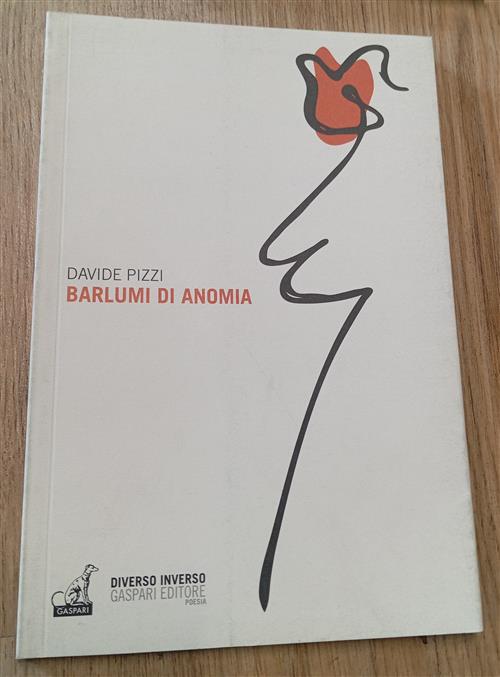 DAVIDE PIZZI
BARLUMI DI ANOMIA
GASPARI
DIVERSO INVERSO
GASPARI EDITORE
POESIA